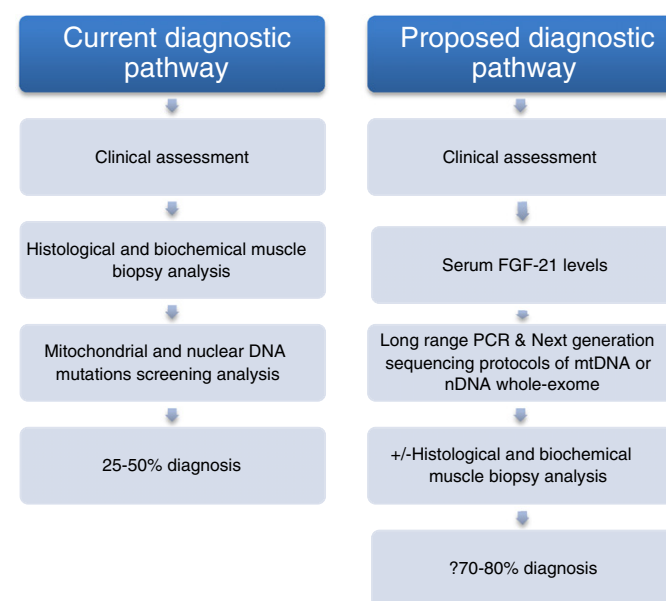 Current diagnostic
pathway
Clinical assessment
Histological and biochemical muscle
biopsy analysis
Mitochondrial and nuclear DNA
mutations screening analysis
25-50% diagnosis
Proposed diagnostic
pathway
Clinical assessment
Serum FGF-21 levels
Long range PCR & Next generation
sequencing protocols of mtDNA or
nDNA whole-exome
+/-Histological and biochemical
muscle biopsy analysis
?70-80% diagnosis